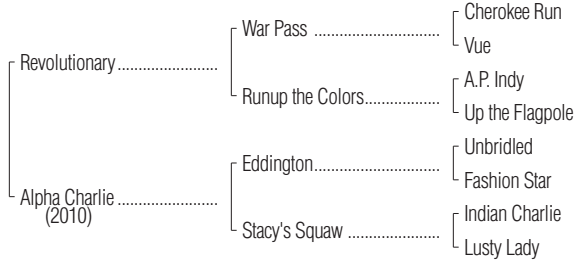 Cherokee Run
War Pass ........................
Vue
Revolutionary ........................
A.P. Indy
Runup the Colors..................
Up the Flagpole
Unbridled
Eddington........................
Fashion Star
Alpha Charlie ........................
(2010)
Indian Charlie
Stacy's Squaw ..................
Lusty Lady